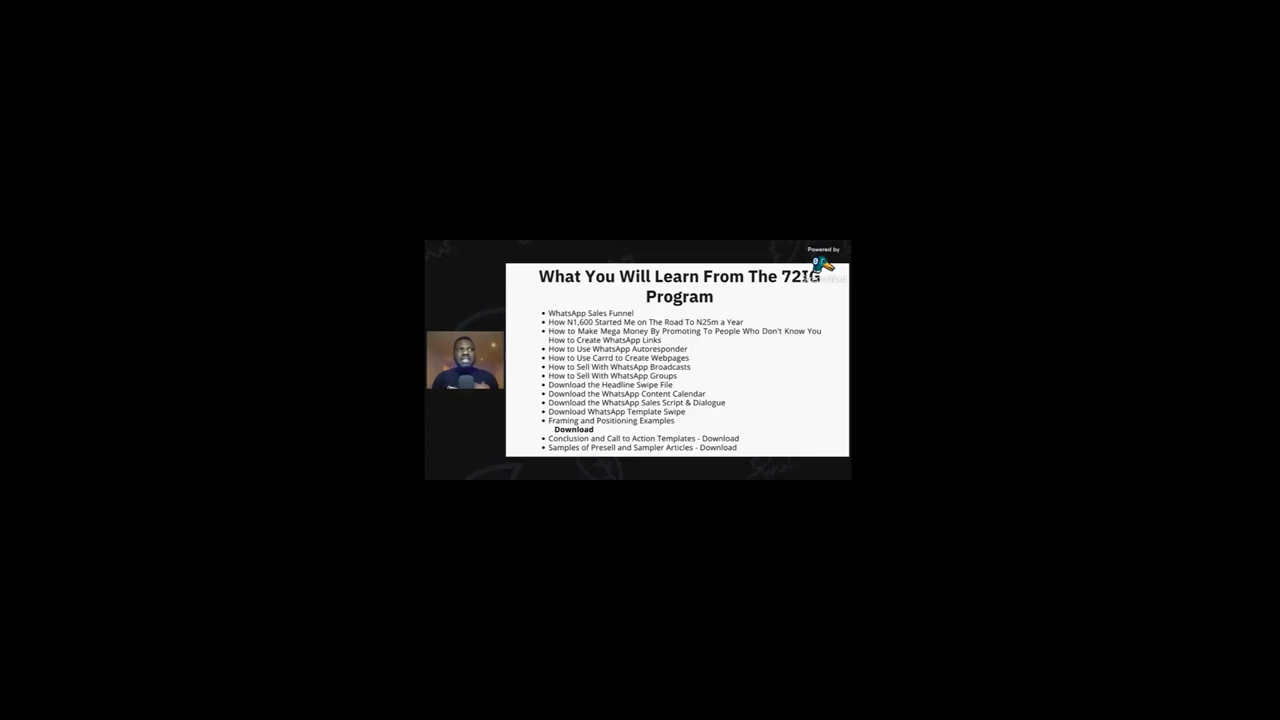 Powered by
What You Will Learn From The 72IG
Program
• WhatsApp Sales Funnel
• How N1,600 Started Me on The Road To N25m a Year
• How to Make Mega Money By Promoting To People Who Don't Know You
How to Create WhatsApp Links
• How to Use WhatsApp Autoresponder
• How to Use Carrd to Create Webpages
• How to Sell With WhatsApp Broadcasts
• How to Sell With WhatsApp Groups
• Download the Headline Swipe File
• Download the WhatsApp Content Calendar
• Download the WhatsApp Sales Script & Dialogue
• Download WhatsApp Template Swipe
• Framing and Positioning Examples
Download
• Conclusion and Call to Action Templates - Download
• Samples of Presell and Sampler Articles - Download